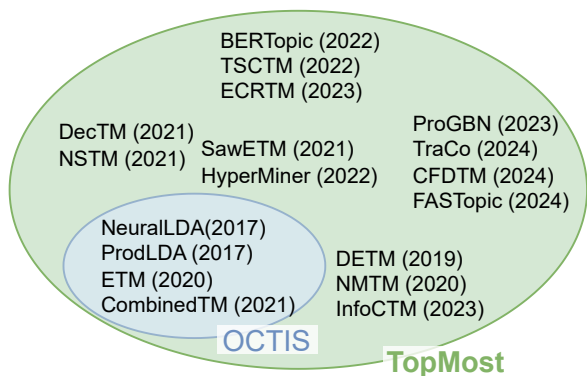 BERTopic (2022)
TSCTM (2022)
ECRTM (2023)
DecTM (2021)
NSTM (2021)
SawETM (2021)
HyperMiner (2022)
ProGBN (2023)
TraCo (2024)
CFDTM (2024)
FASTopic (2024)
NeuralLDA(2017)
ProdLDA (2017)
ETM (2020)
CombinedTM (2021)
DETM (2019)
NMTM (2020)
InfoCTM (2023)
OCTIS
TopMost